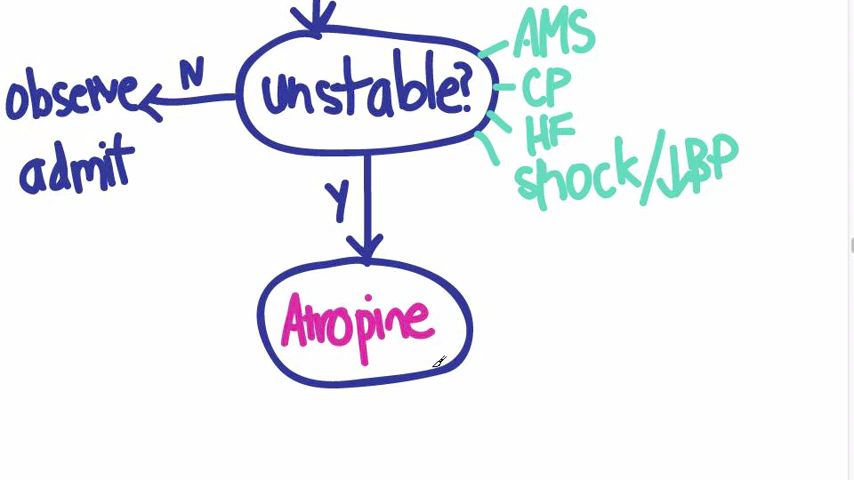 AMS
N
unstable?
CP
observe
HF
admit
shock/↓BP
Y
Atropine